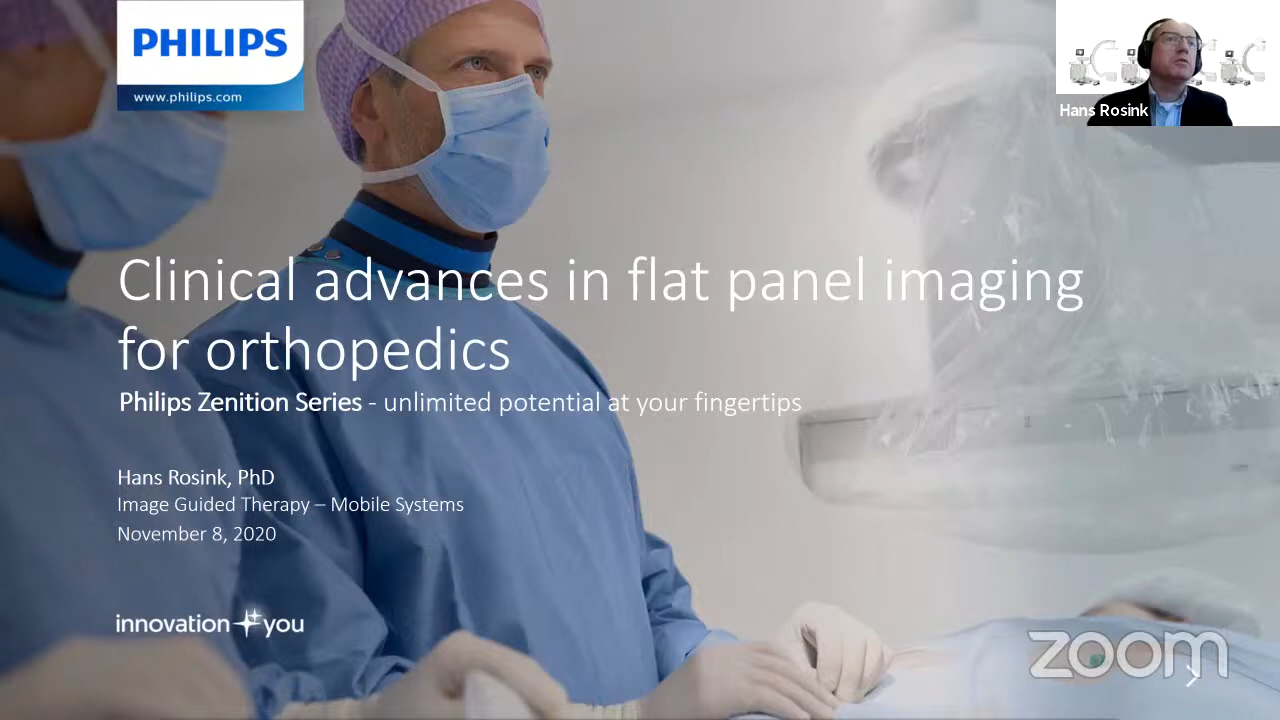 PHILIPS
www.philips.com
Hans Rosink
Clinical advances in flat panel imaging
for orthopedics
Philips Zenition Series - unlimited potential at your fingertips
Hans Rosink, PhD
Image Guided Therapy – Mobile Systems
November 8, 2020
innovation you
zoom